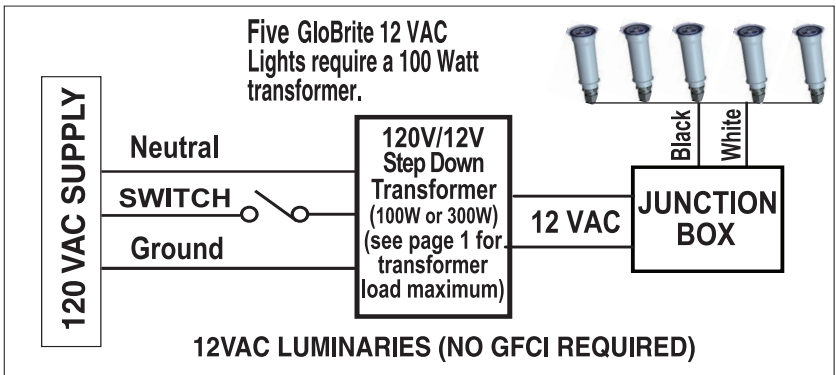 Five GloBrite 12 VAC
Lights require a 100 Watt
transformer.
120 VAC SUPPLY
Neutral
SWITCH
Ground
120V/12V
Step Down
Transformer
(100W or 300W)
(see page 1 for
transformer
load maximum)
12 VAC
Black
White
JUNCTION
BOX
12VAC LUMINARIES (NO GFCI REQUIRED)